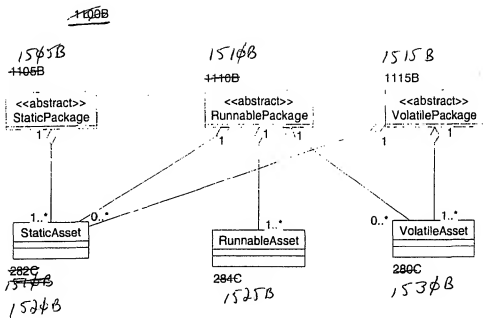 1100B
1505B 1510B 1515B
1105B 1110B 1115B
<<abstract>> <<abstract>> <<abstract>>
StaticPackage RunnablePackage VolatilePackage
1 1 1 1 1 1
1..* 0..* 1..* 0..* 1..*
StaticAsset RunnableAsset VolatileAsset
282C 284C 280C
1510B
1520B 1525B 1530B